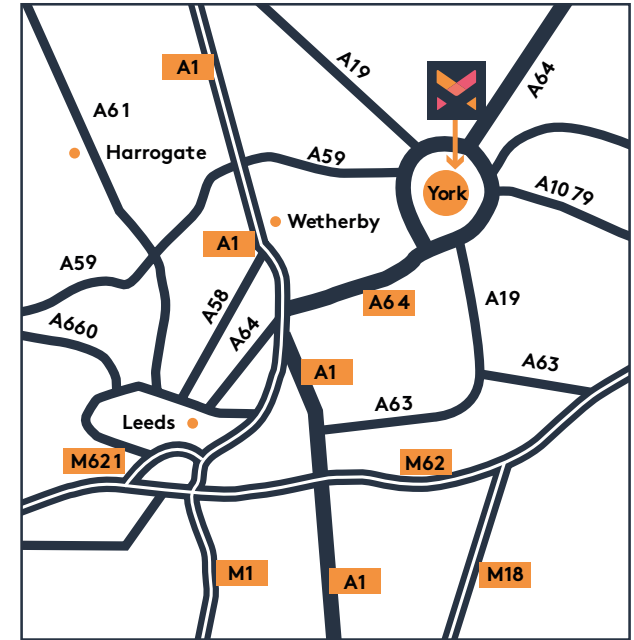 A1
A19
A64
A61
Harrogate
A59
York
A10 79
Wetherby
A1
A59
A58
A64
A64
A19
A660
A1
A63
A63
Leeds
M621
M62
M1
A1
M18